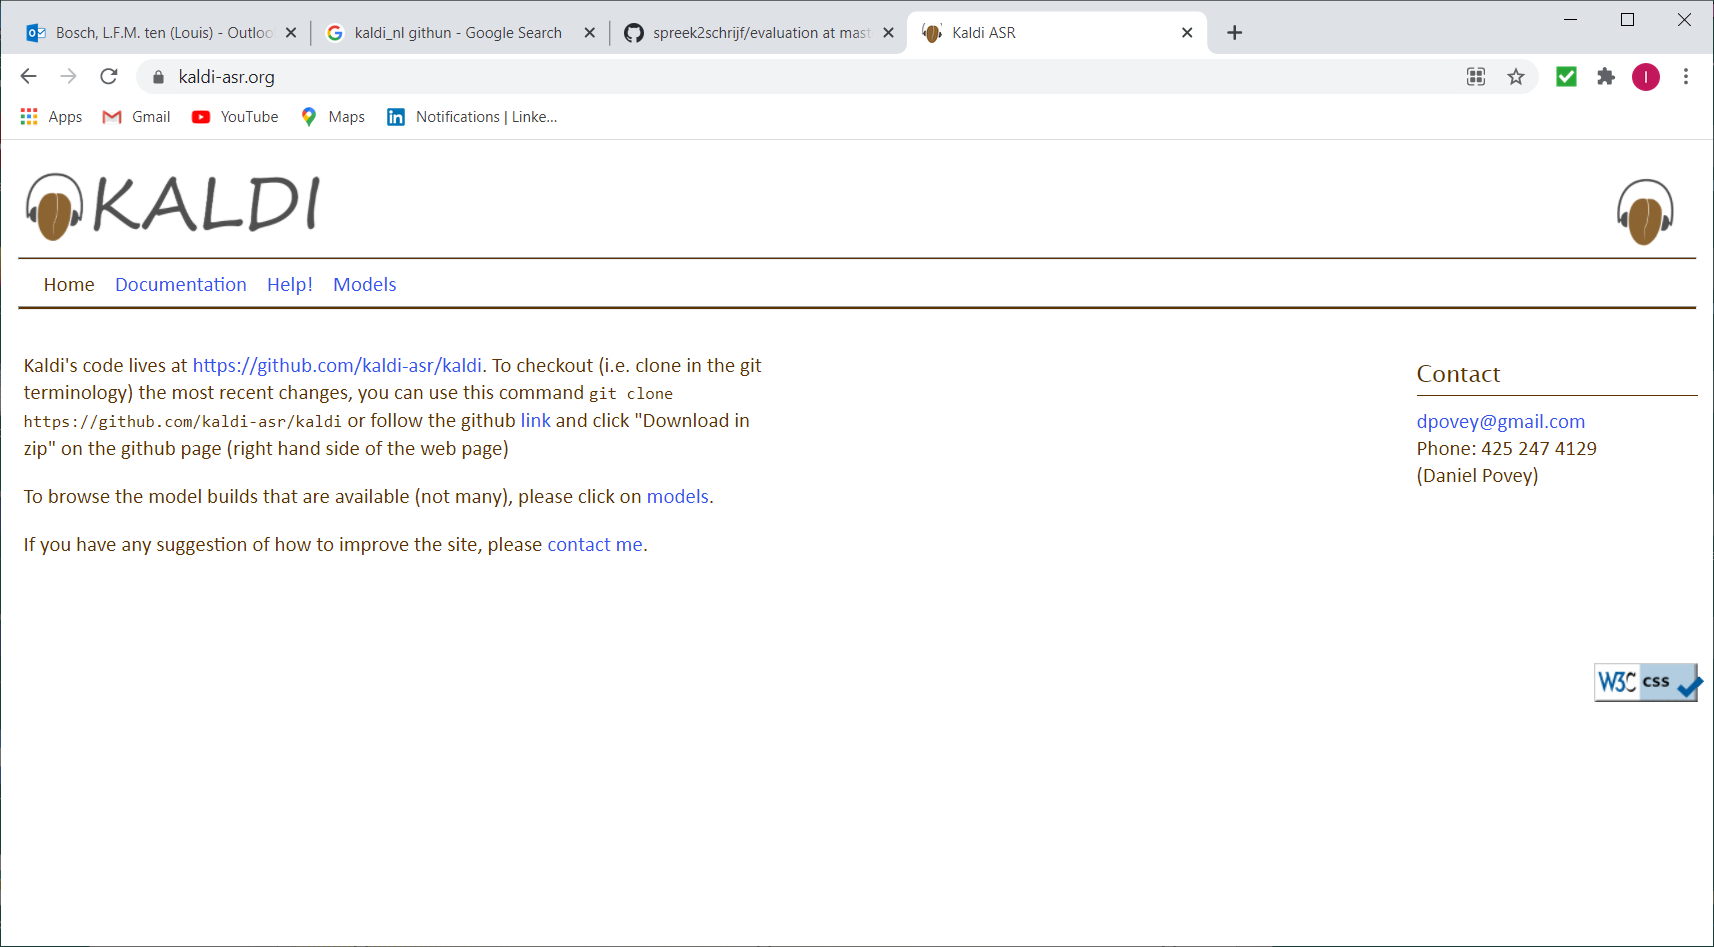 Bosch, L.F.M. ten (Louis) - Outloo
kaldi_nl githun - Google Search
spreek2schrijf/evaluation at mast
Kaldi ASR
kaldi-asr.org
I
Apps
Gmail
YouTube
Maps
Notifications | Linke...
KALDI
Home Documentation Help! Models
Kaldi's code lives at https://github.com/kaldi-asr/kaldi. To checkout (i.e. clone in the git
terminology) the most recent changes, you can use this command git clone
https://github.com/kaldi-asr/kaldi or follow the github link and click "Download in
zip" on the github page (right hand side of the web page)
To browse the model builds that are available (not many), please click on models.
If you have any suggestion of how to improve the site, please contact me.
Contact
dpovey@gmail.com
Phone: 425 247 4129
(Daniel Povey)
W3C css